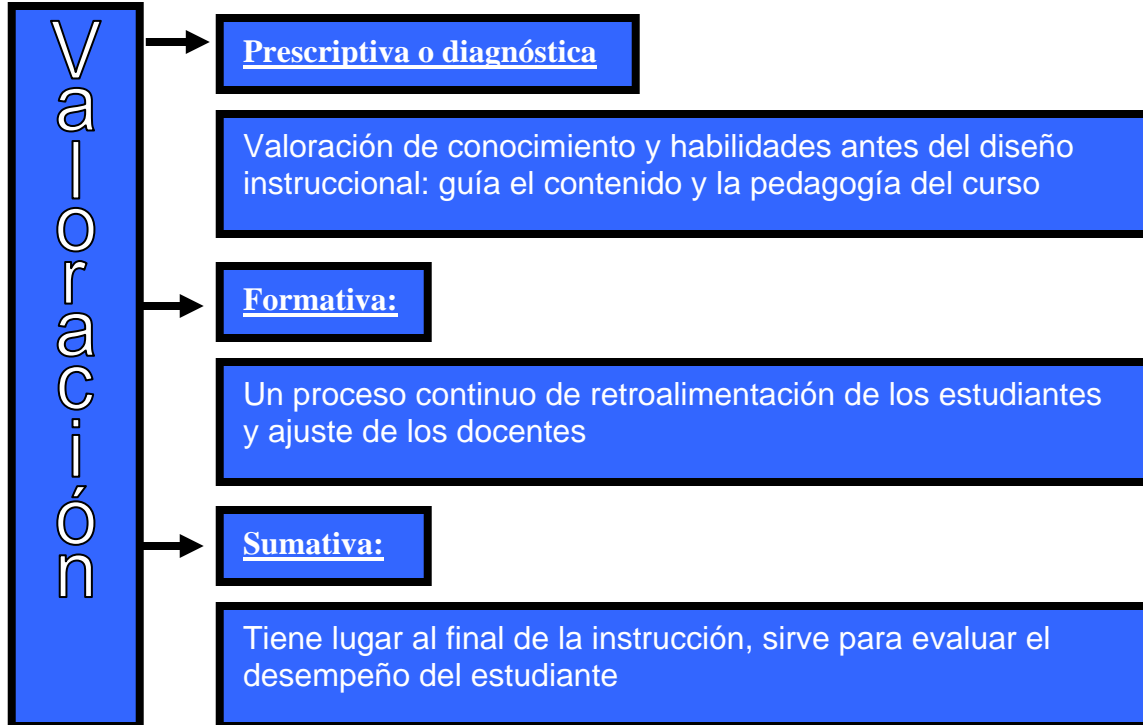 Valoración
Prescriptiva o diagnóstica
Valoración de conocimiento y habilidades antes del diseño
instruccional: guía el contenido y la pedagogía del curso
Formativa:
Un proceso continuo de retroalimentación de los estudiantes
y ajuste de los docentes
Sumativa:
Tiene lugar al final de la instrucción, sirve para evaluar el
desempeño del estudiante